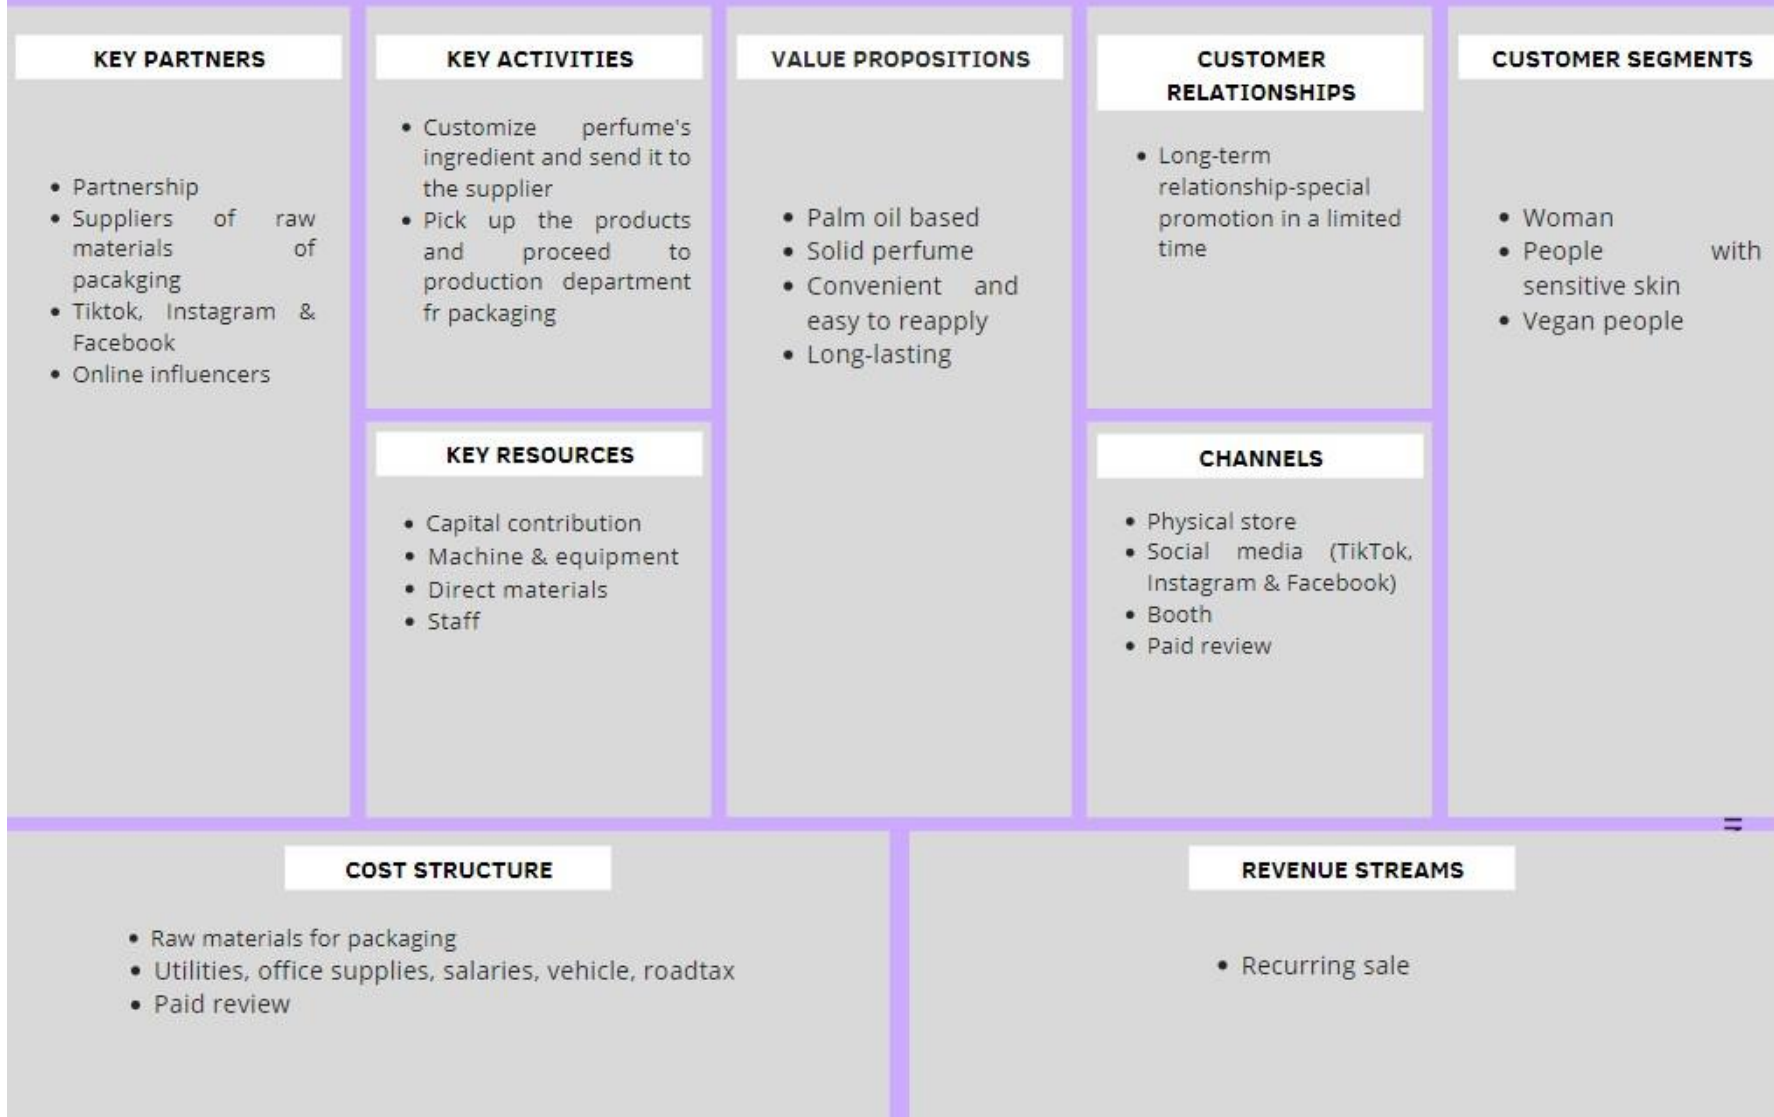 KEY PARTNERS
• Partnership
• Suppliers of raw
materials of
pacakging
• Tiktok, Instagram &
Facebook
• Online influencers
KEY ACTIVITIES
• Customize perfume's
ingredient and send it to
the supplier
• Pick up the products
and proceed to
production department
fr packaging
KEY RESOURCES
• Capital contribution
• Machine & equipment
• Direct materials
• Staff
VALUE PROPOSITIONS
• Palm oil based
• Solid perfume
• Convenient and
easy to reapply
• Long-lasting
CUSTOMER
RELATIONSHIPS
• Long-term
relationship-special
promotion in a limited
time
CHANNELS
• Physical store
• Social media (TikTok,
Instagram & Facebook)
• Booth
• Paid review
CUSTOMER SEGMENTS
• Woman
• People with
sensitive skin
• Vegan people
COST STRUCTURE
• Raw materials for packaging
• Utilities, office supplies, salaries, vehicle, roadtax
• Paid review
REVENUE STREAMS
• Recurring sale